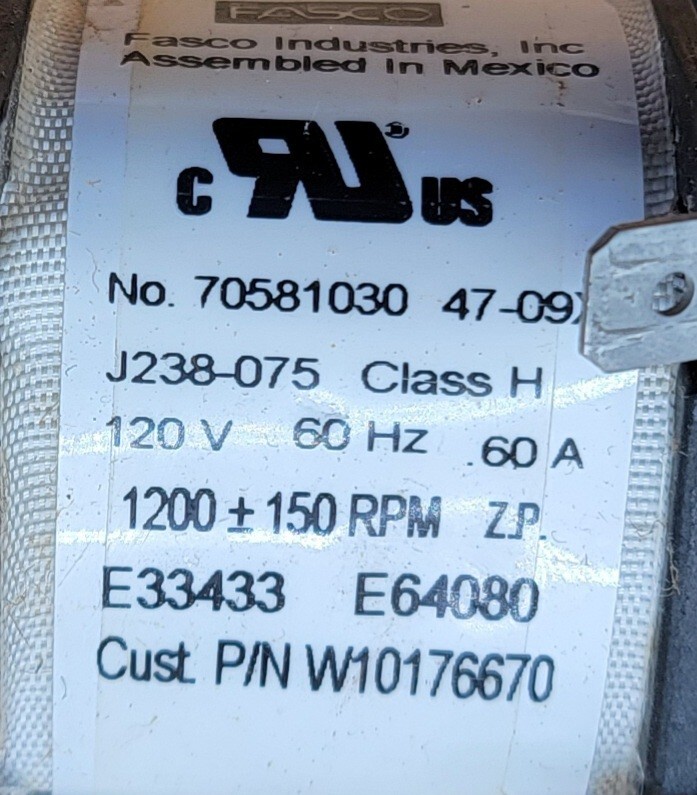 FASCO
Fasco Industries, Inc
Assembled In Mexico
c RU US
No. 70581030 47-09
J238-075 Class H
120 V 60 Hz .60 A
1200 ± 150 RPM Z.P.
E33433 E64080
Cust. P/N W10176670